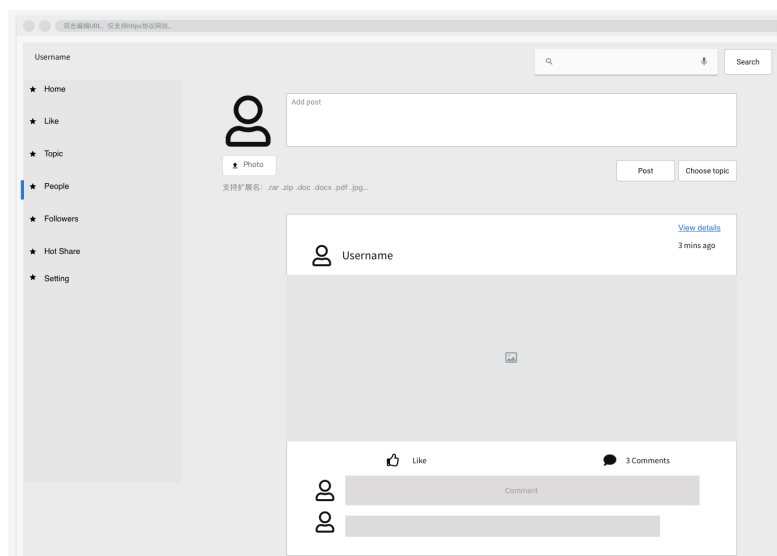 双击编辑URL，仅支持https协议网站。
Username
Search
Home
Like
Topic
People
Followers
Hot Share
Setting
Add post
Photo
支持扩展名：.rar .zip .doc .docx .pdf .jpg...
Post
Choose topic
View details
3 mins ago
Username
Like
3 Comments
Comment